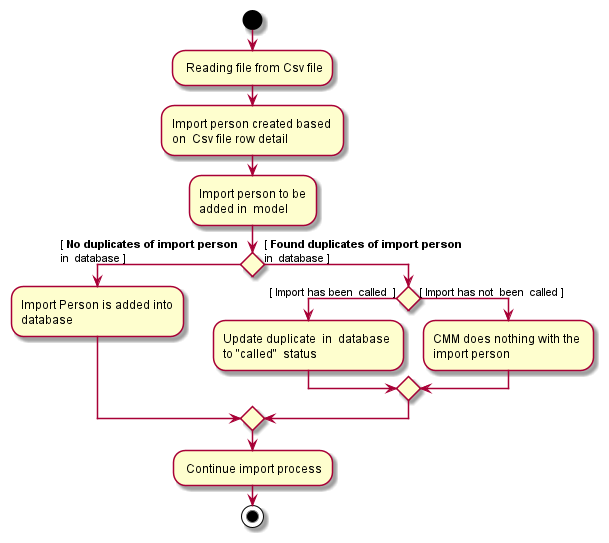 Reading file from Csv file
Import person created based
on Csv file row detail
Import person to be
added in model
[ No duplicates of import person
in database ]
[ Found duplicates of import person
in database ]
[ Import has been called ]
[ Import has not been called ]
Import Person is added into
database
Update duplicate in database
to "called" status
CMM does nothing with the
import person
Continue import process